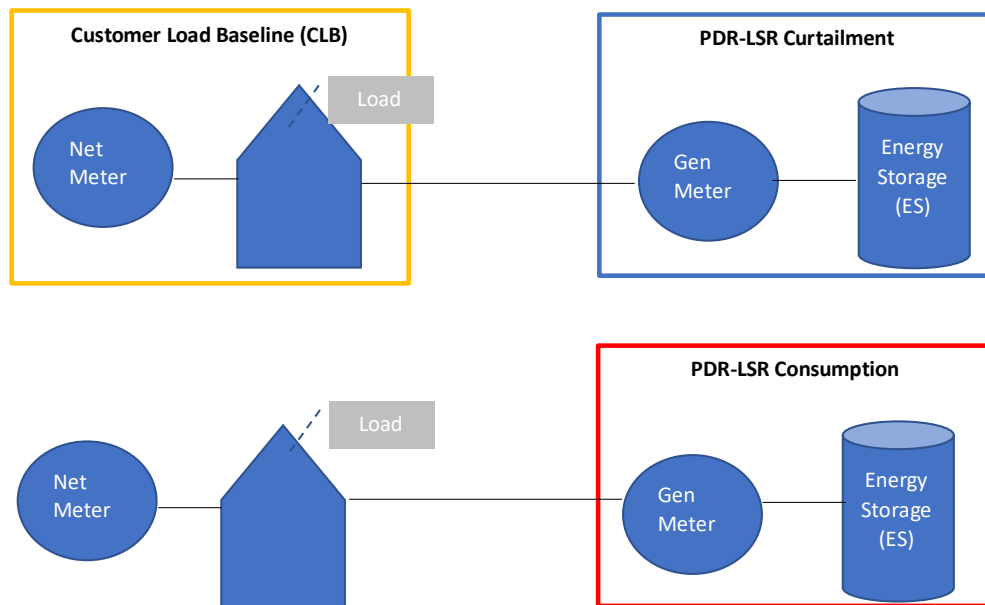 Customer Load Baseline (CLB)
PDR-LSR Curtailment
Load
Net
Meter
Gen
Meter
Energy
Storage
(ES)
PDR-LSR Consumption
Load
Net
Meter
Gen
Meter
Energy
Storage
(ES)